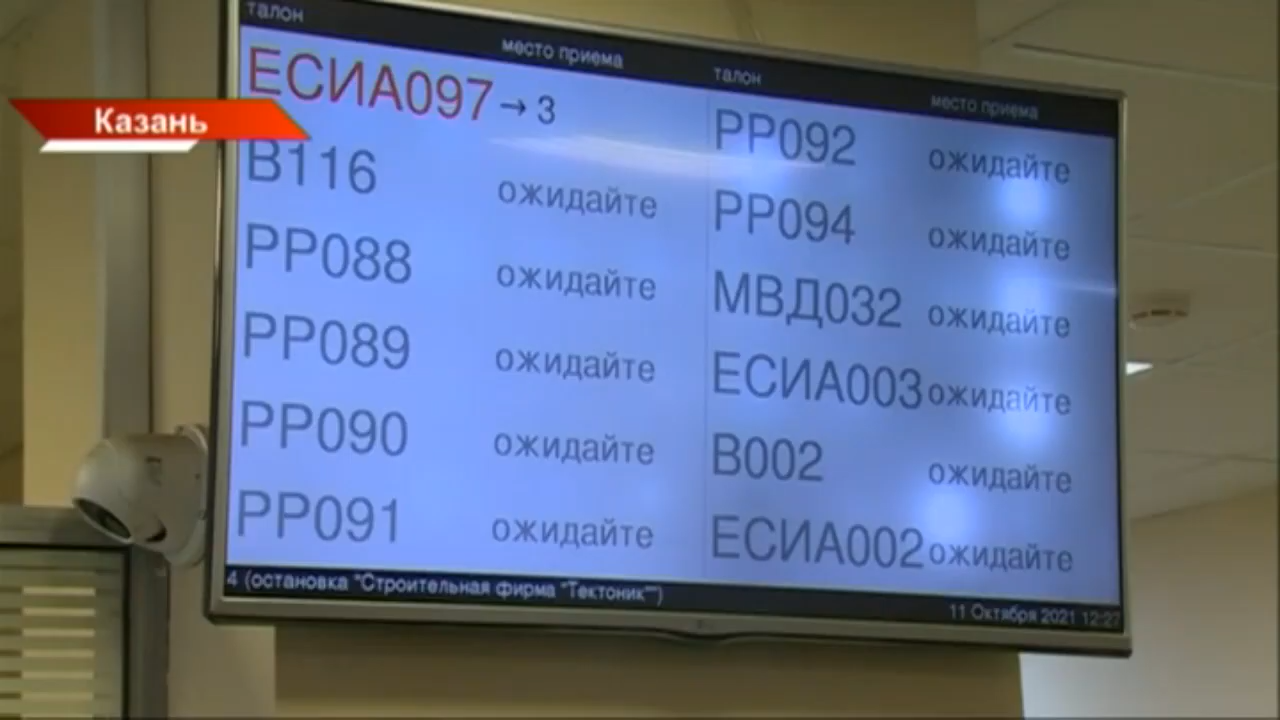 талон место приема талон место приема
Казань
ЕСИА097 → 3
В116 ожидайте
РР088 ожидайте
РР089 ожидайте
РР090 ожидайте
РР091 ожидайте
РР092 ожидайте
РР094 ожидайте
МВД032 ожидайте
ЕСИА003 ожидайте
В002 ожидайте
ЕСИА002 ожидайте
4 (остановка "Строительная фирма "Тектоник"")
11 Октября 2021 12:27